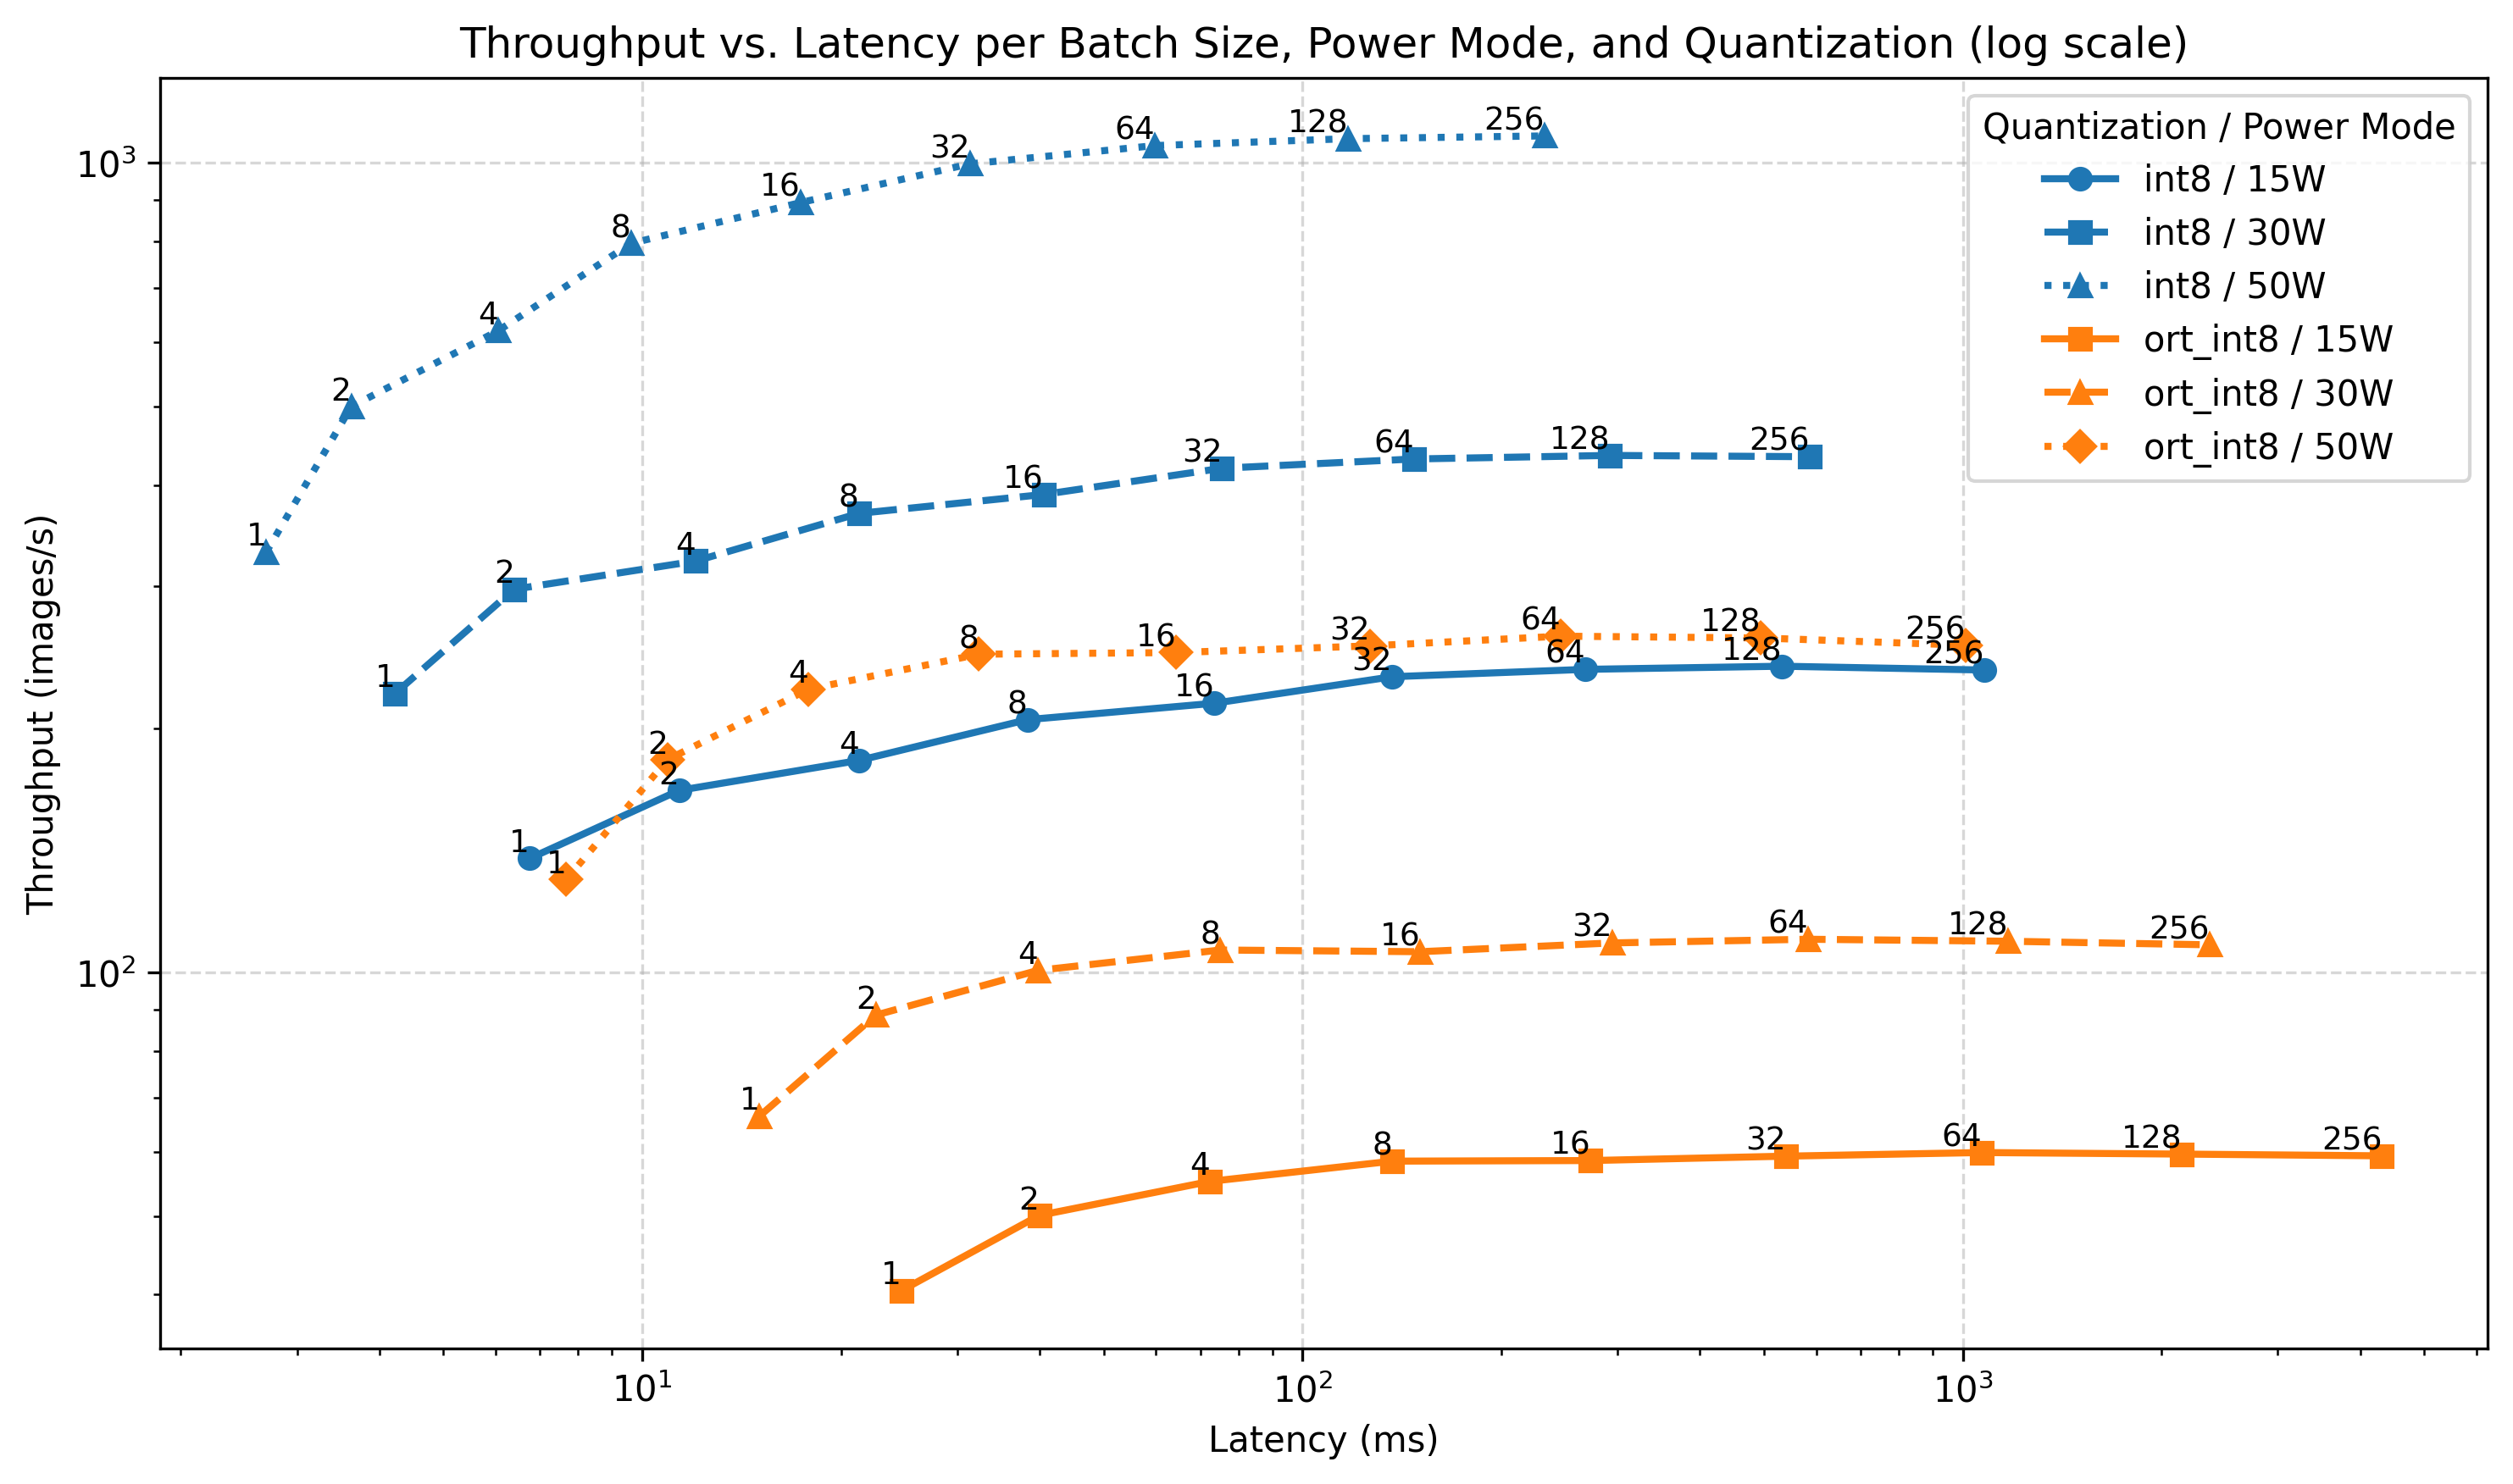 Throughput vs. Latency per Batch Size, Power Mode, and Quantization (log scale)
Throughput (images/s)
10³
10²
Quantization / Power Mode
int8 / 15W
int8 / 30W
int8 / 50W
ort_int8 / 15W
ort_int8 / 30W
ort_int8 / 50W
1 2 4 8 16 32 64 128 256
1 2 4 8 16 32 64 128 256
1 2 4 8 16 32 64 128 256
1 2 4 8 16 32 64 128 256
1 2 4 8 16 32 64 128 256
1 2 4 8 16 32 64 128 256
10¹ 10² 10³
Latency (ms)